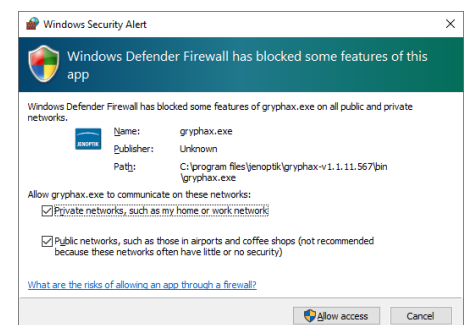 Windows Security Alert
Windows Defender Firewall has blocked some features of this
app
Windows Defender Firewall has blocked some features of gryphax.exe on all public and private
networks.
JENOPTIK
Name: gryphax.exe
Publisher: Unknown
Path: C:\program files\jenoptik\gryphax-v1.1.11.567\bin
\gryphax.exe
Allow gryphax.exe to communicate on these networks:
Private networks, such as my home or work network
Public networks, such as those in airports and coffee shops (not recommended
because these networks often have little or no security)
What are the risks of allowing an app through a firewall?
Allow access Cancel